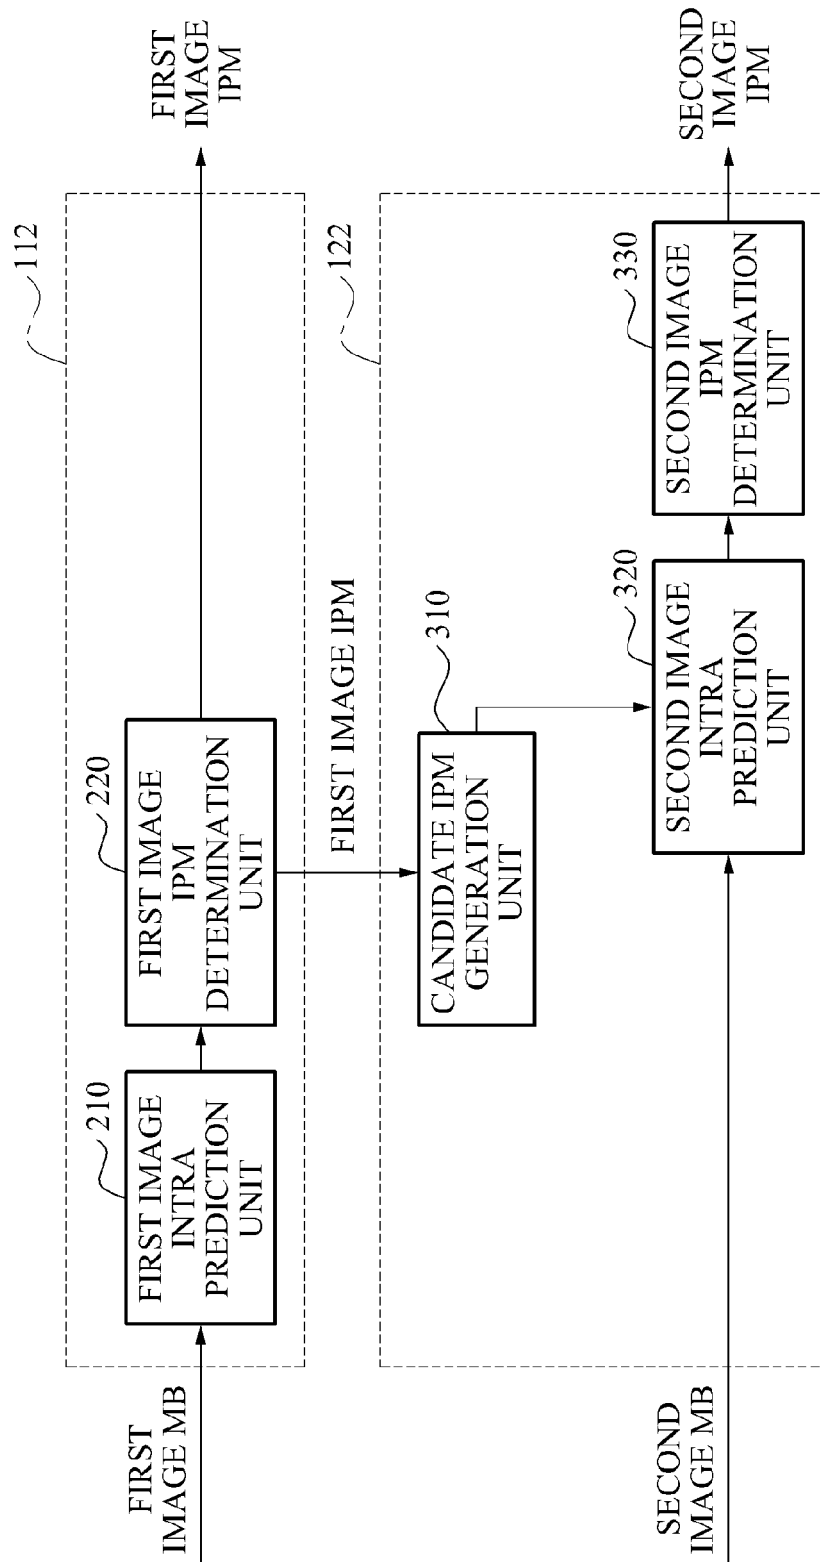 112
FIRST
IMAGE MB
210
FIRST IMAGE
INTRA
PREDICTION
UNIT
220
FIRST IMAGE
IPM
DETERMINATION
UNIT
FIRST
IMAGE
IPM
FIRST IMAGE IPM
122
310
CANDIDATE IPM
GENERATION
UNIT
SECOND
IMAGE MB
320
SECOND IMAGE
INTRA
PREDICTION
UNIT
330
SECOND IMAGE
IPM
DETERMINATION
UNIT
SECOND
IMAGE
IPM